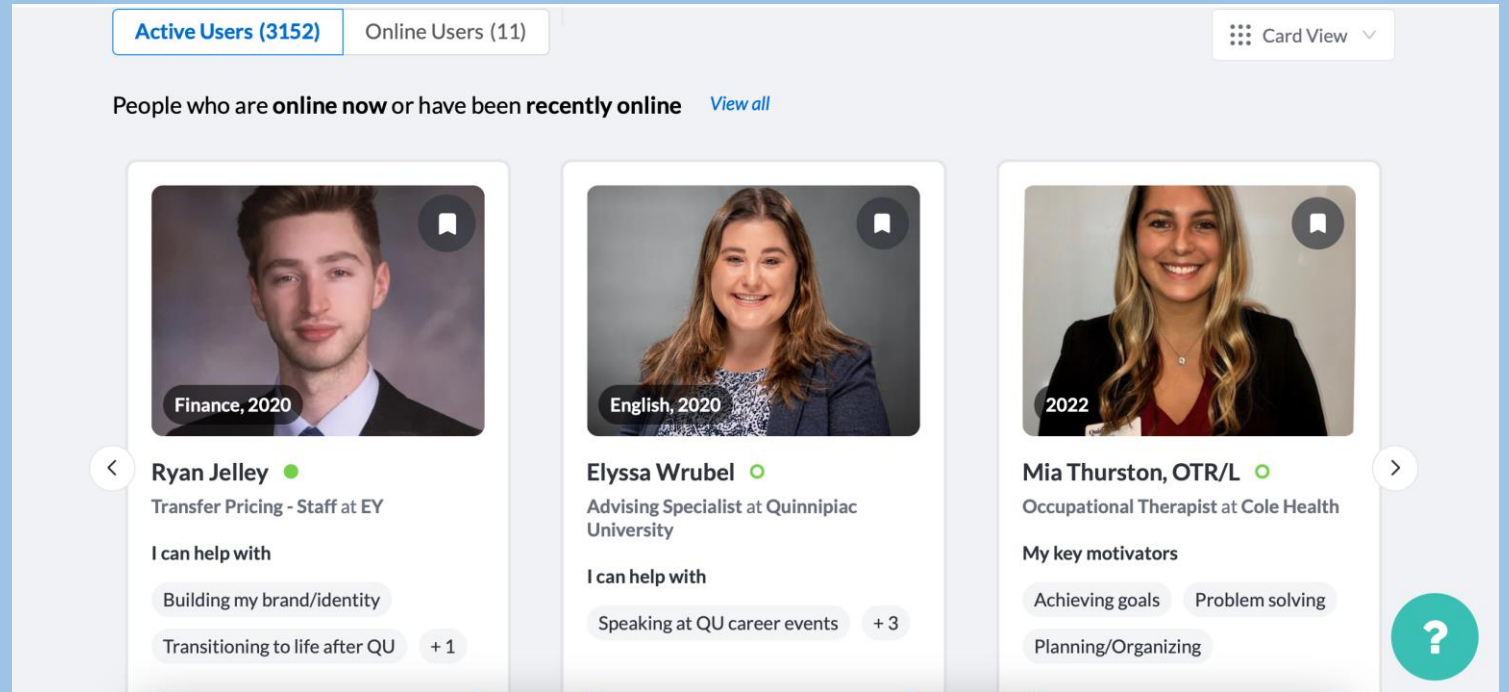 Active Users (3152)
Online Users (11)
Card View
People who are online now or have been recently online
View all
Finance, 2020
Ryan Jelley
Transfer Pricing - Staff at EY
I can help with
Building my brand/identity
Transitioning to life after QU
+ 1
English, 2020
Elyssa Wrubel
Advising Specialist at Quinnipiac
University
I can help with
Speaking at QU career events
+ 3
2022
Mia Thurston, OTR/L
Occupational Therapist at Cole Health
My key motivators
Achieving goals
Problem solving
Planning/Organizing
?